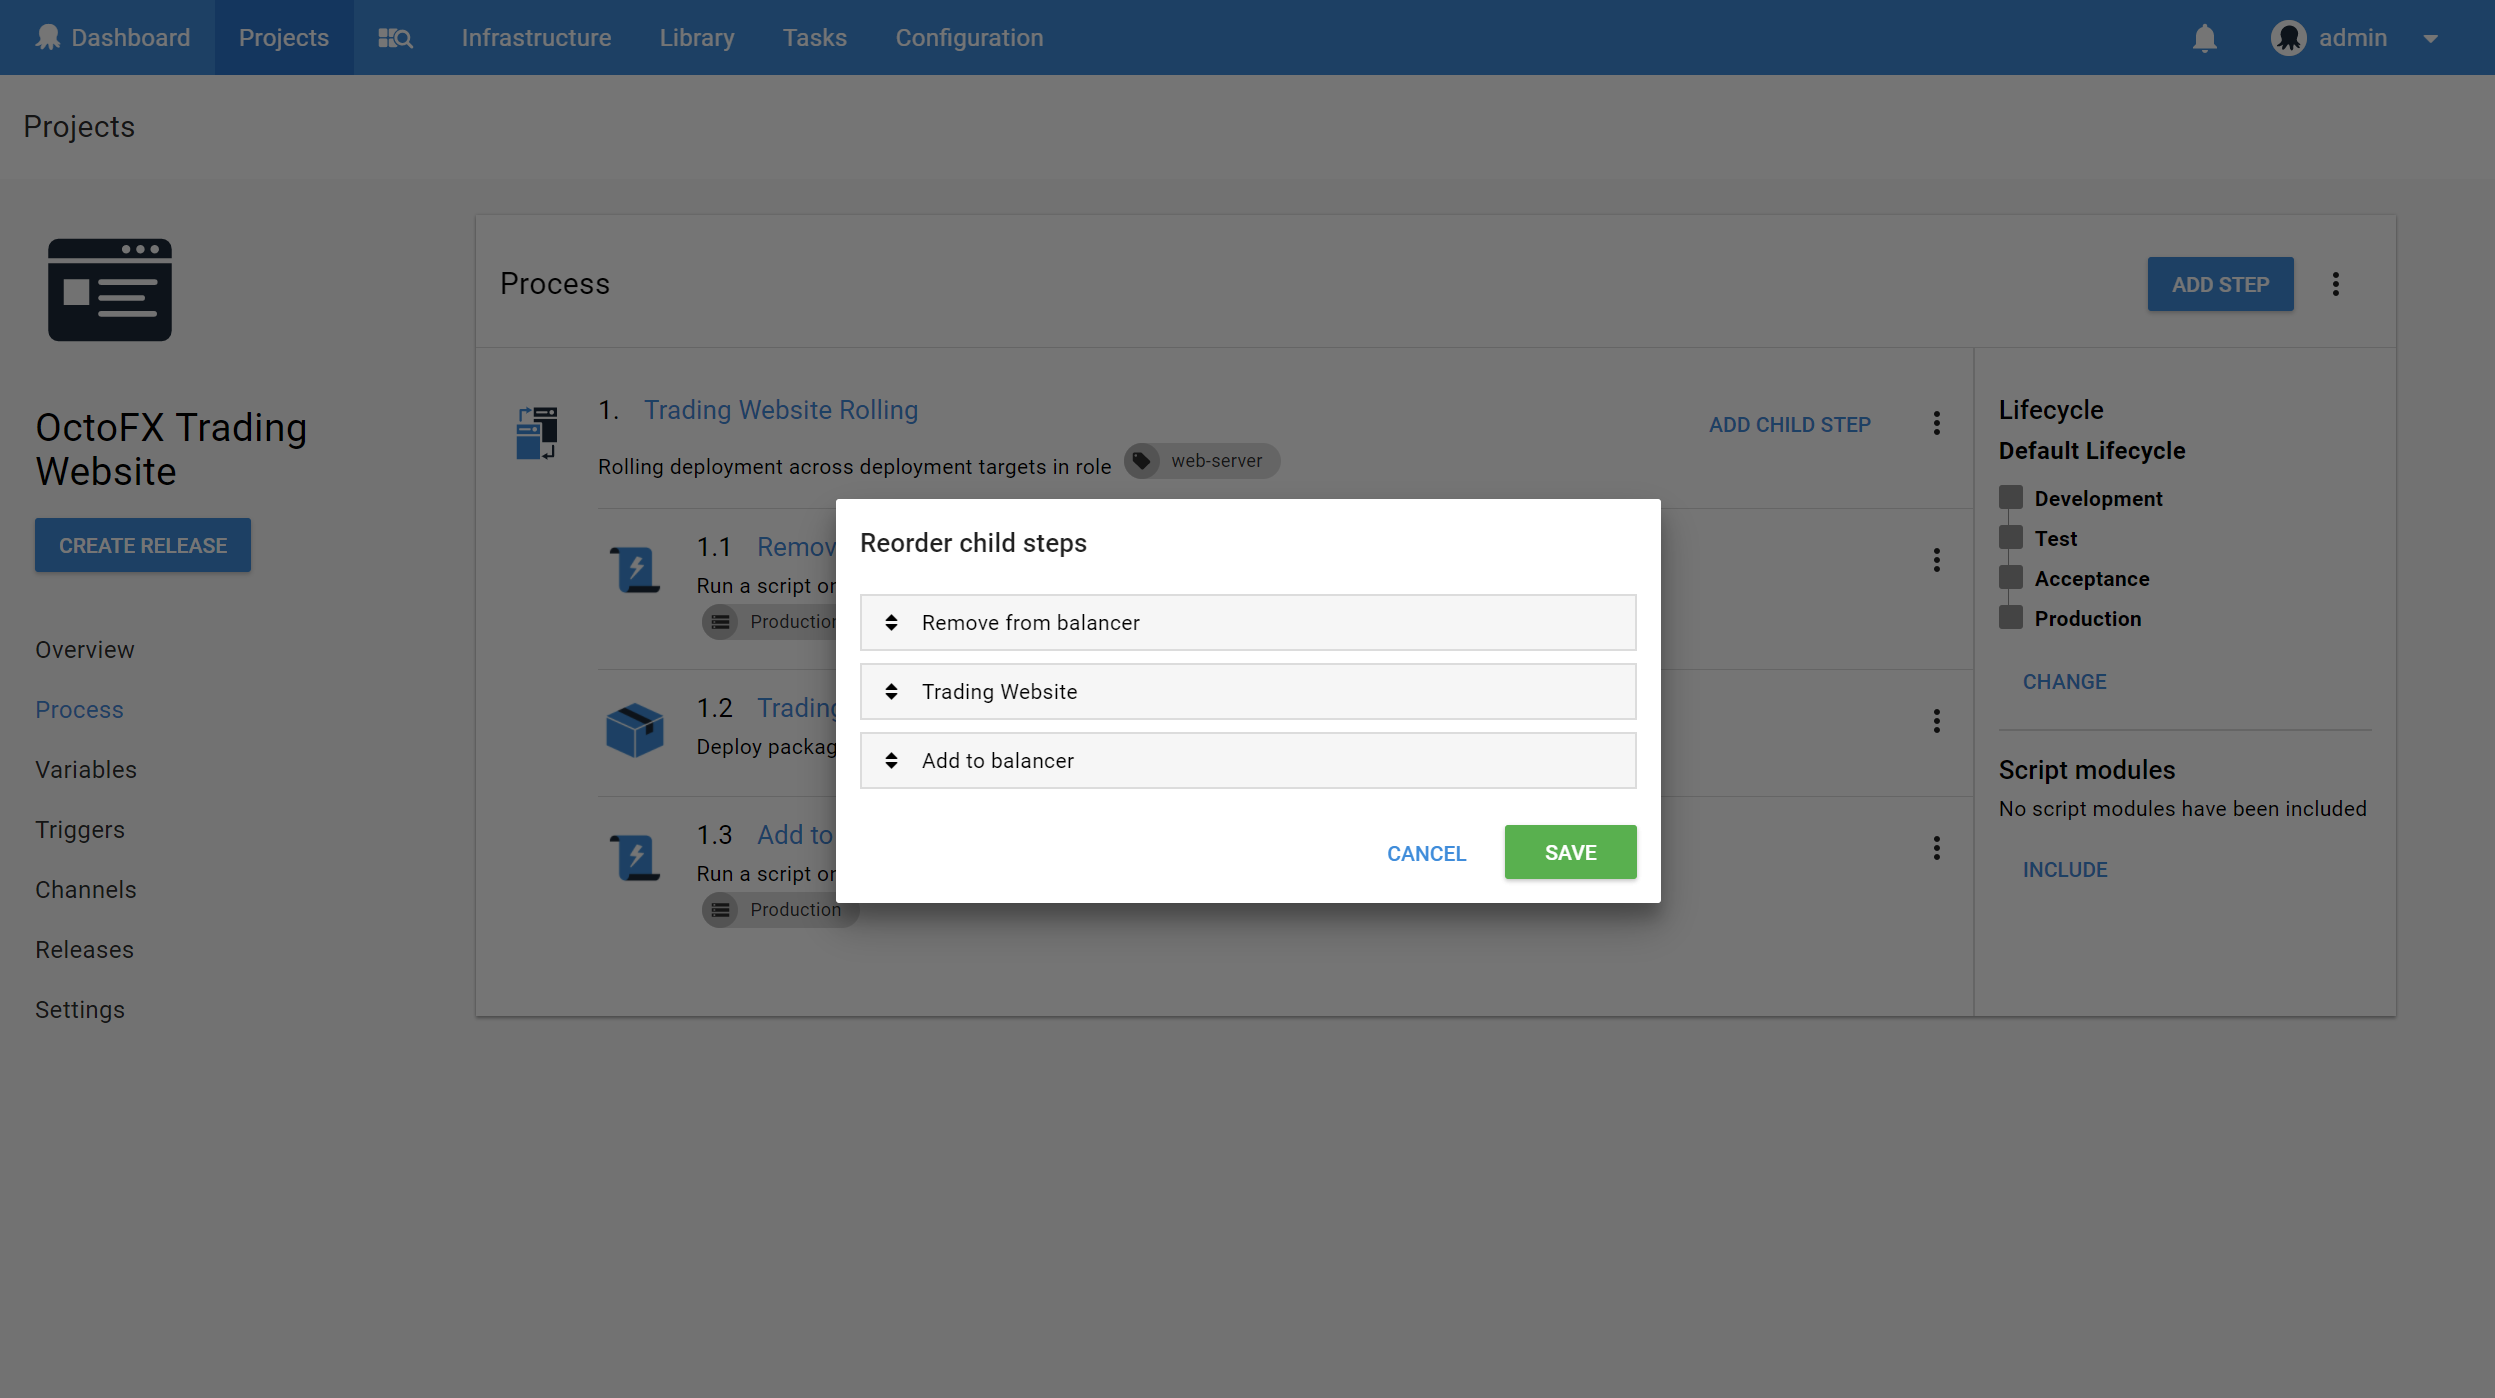 Dashboard
Projects
Infrastructure
Library
Tasks
Configuration
admin
Projects
OctoFX Trading
Website
CREATE RELEASE
Overview
Process
Variables
Triggers
Channels
Releases
Settings
Process
ADD STEP
1. Trading Website Rolling
ADD CHILD STEP
Rolling deployment across deployment targets in role web-server
1.1 Remov
Run a script or
Production
1.2 Trading
Deploy packag
1.3 Add to
Run a script or
Production
Reorder child steps
Remove from balancer
Trading Website
Add to balancer
CANCEL
SAVE
Lifecycle
Default Lifecycle
Development
Test
Acceptance
Production
CHANGE
Script modules
No script modules have been included
INCLUDE